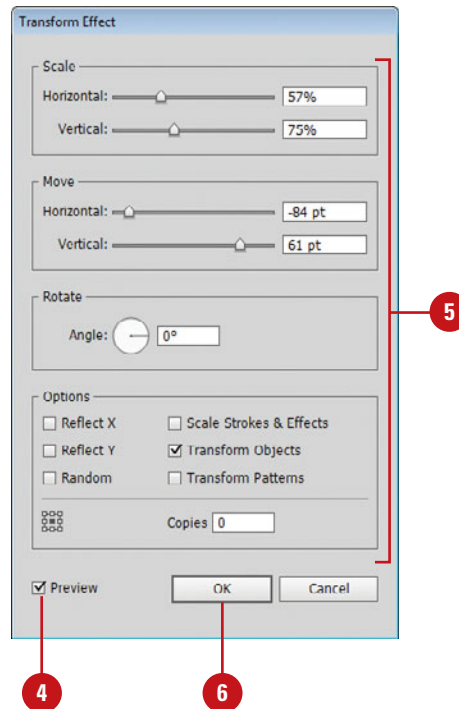 Transform Effect
Scale
Horizontal: 57%
Vertical: 75%
Move
Horizontal: -84 pt
Vertical: 61 pt
Rotate
Angle: 0°
5
Options
Reflect X Scale Strokes & Effects
Reflect Y Transform Objects
Random Transform Patterns
Copies 0
Preview OK Cancel
4 6